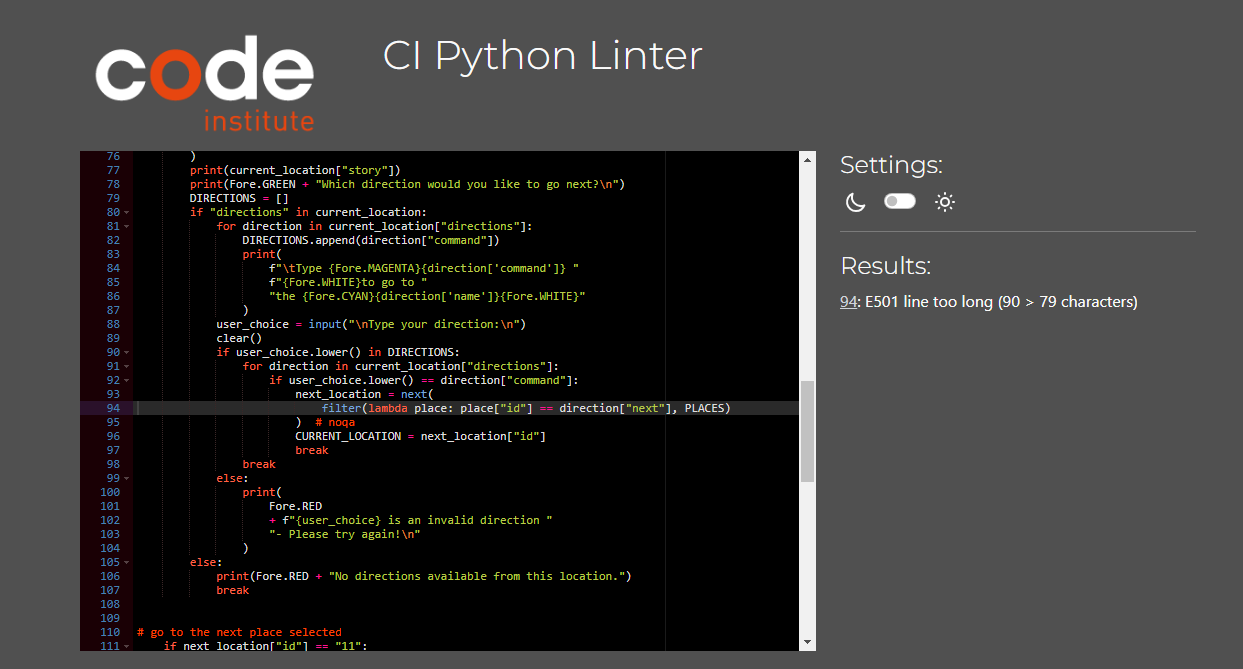 code
institute
CI Python Linter
76 )
77 print(current_location["story"])
78 print(Fore.GREEN + "Which direction would you like to go next?\n")
79 DIRECTIONS = []
80 if "directions" in current_location:
81 for direction in current_location["directions"]:
82 DIRECTIONS.append(direction["command"])
83 print(
84 f"\tType {Fore.MAGENTA}{direction['command']} "
85 f"{Fore.WHITE}to go to "
86 "the {Fore.CYAN}{direction['name']}{Fore.WHITE}"
87 )
88 user_choice = input("\nType your direction:\n")
89 clear()
90 if user_choice.lower() in DIRECTIONS:
91 for direction in current_location["directions"]:
92 if user_choice.lower() == direction["command"]:
93 next_location = next(
94 filter(lambda place: place["id"] == direction["next"], PLACES)
95 ) # noqa
96 CURRENT_LOCATION = next_location["id"]
97 break
98 break
99 else:
100 print(
101 Fore.RED
102 + f"{user_choice} is an invalid direction "
103 "- Please try again!\n"
104 )
105 else:
106 print(Fore.RED + "No directions available from this location.")
107 break
108
109
110 # go to the next place selected
111 if next_location["id"] == "11":
Settings:
Results:
94: E501 line too long (90 > 79 characters)